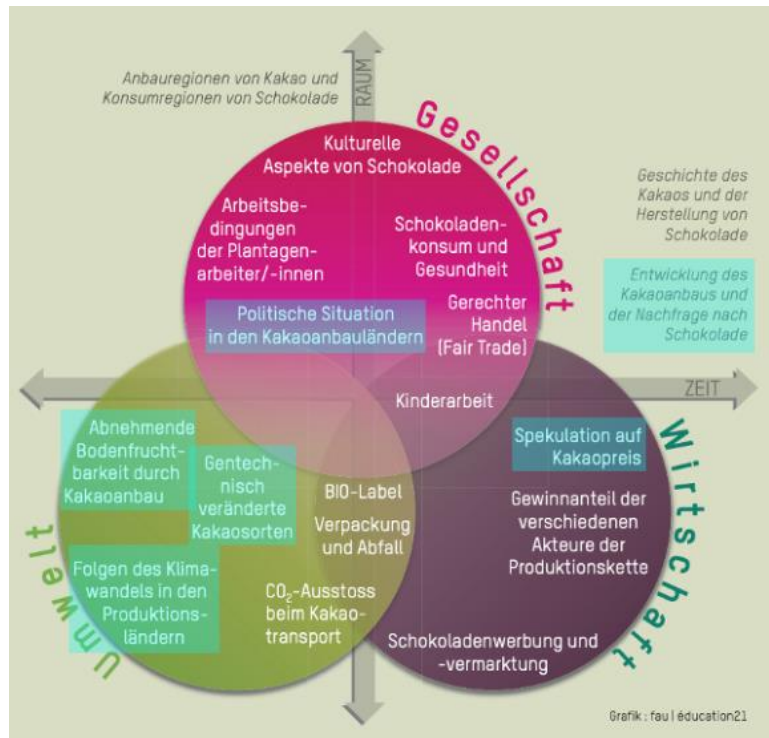 Anbauregionen von Kakao und
Konsumregionen von Schokolade
RAUM
Gesellschaft
Kulturelle
Aspekte von Schokolade
Arbeitsbe-
dingungen
der Plantagen-
arbeiter/-innen
Schokoladen-
konsum und
Gesundheit
Politische Situation
in den Kakaoanbauländern
Gerechter
Handel
(Fair Trade)
Kinderarbeit
Geschichte des
Kakaos und der
Herstellung von
Schokolade
Entwicklung des
Kakaoanbaus und
der Nachfrage nach
Schokolade
ZEIT
Umwelt
Abnehmende
Bodenfrucht-
barkeit durch
Kakaoanbau
Gentech-
nisch
veränderte
Kakaosorten
Folgen des Klima-
wandels in den
Produktions-
ländern
CO₂-Ausstoss
beim Kakao-
transport
BIO-Label
Verpackung
und Abfall
Wirtschaft
Spekulation auf
Kakaopreis
Gewinnanteil der
verschiedenen
Akteure der
Produktionskette
Schokoladenwerbung und
-vermarktung
Grafik : fau | éducation21